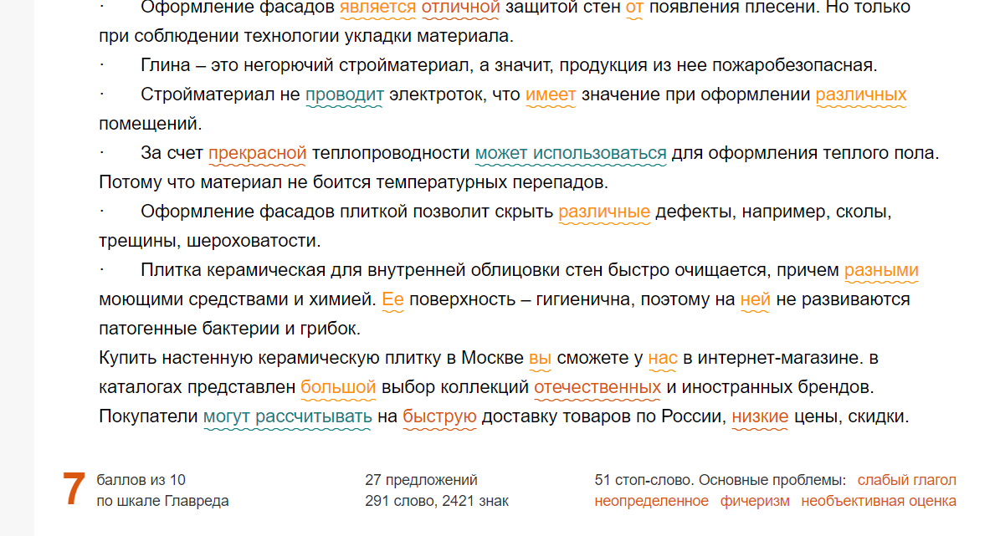 · Оформление фасадов является отличной защитой стен от появления плесени. Но только
при соблюдении технологии укладки материала.
· Глина – это негорючий стройматериал, а значит, продукция из нее пожаробезопасная.
· Стройматериал не проводит электроток, что имеет значение при оформлении различных
помещений.
· За счет прекрасной теплопроводности может использоваться для оформления теплого пола.
Потому что материал не боится температурных перепадов.
· Оформление фасадов плиткой позволит скрыть различные дефекты, например, сколы,
трещины, шероховатости.
· Плитка керамическая для внутренней облицовки стен быстро очищается, причем разными
моющими средствами и химией. Ее поверхность – гигиенична, поэтому на ней не развиваются
патогенные бактерии и грибок.
Купить настенную керамическую плитку в Москве вы сможете у нас в интернет-магазине. в
каталогах представлен большой выбор коллекций отечественных и иностранных брендов.
Покупатели могут рассчитывать на быструю доставку товаров по России, низкие цены, скидки.
7 баллов из 10
по шкале Главреда
27 предложений
291 слово, 2421 знак
51 стоп-слово. Основные проблемы: слабый глагол
неопределенное фичеризм необъективная оценка